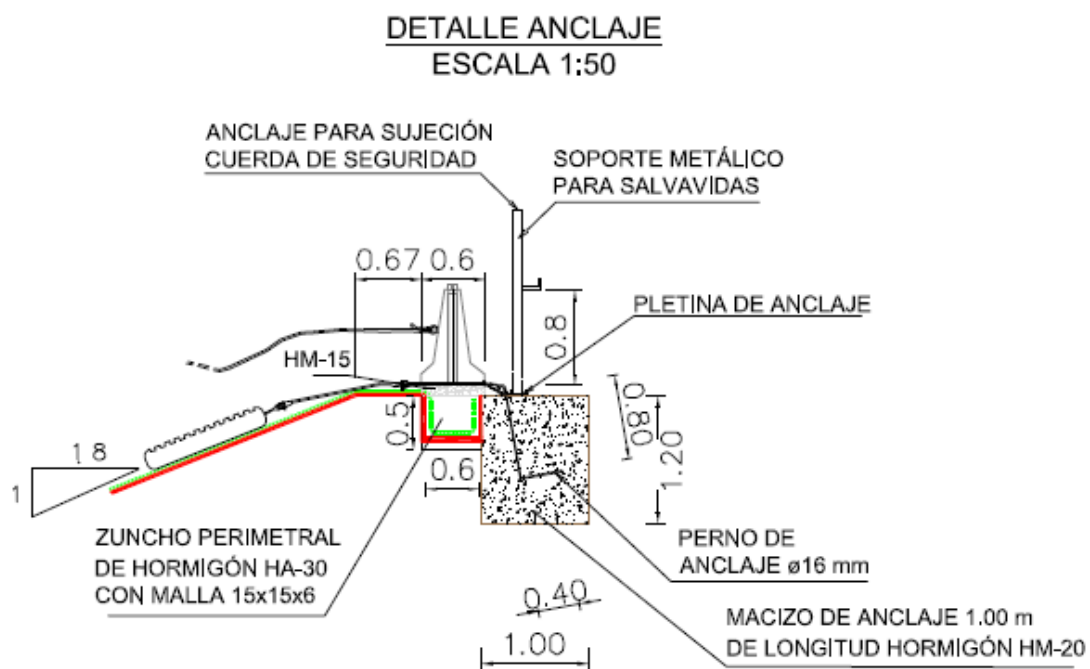 DETALLE ANCLAJE
ESCALA 1:50
ANCLAJE PARA SUJECIÓN
CUERDA DE SEGURIDAD
SOPORTE METÁLICO
PARA SALVAVIDAS
0.67
0.6
PLETINA DE ANCLAJE
0.8
HM-15
0.5
0.80
1.20
18
1
0.6
ZUNCHO PERIMETRAL
DE HORMIGÓN HA-30
CON MALLA 15x15x6
PERNO DE
ANCLAJE ø16 mm
0.40
1.00
MACIZO DE ANCLAJE 1.00 m
DE LONGITUD HORMIGÓN HM-20